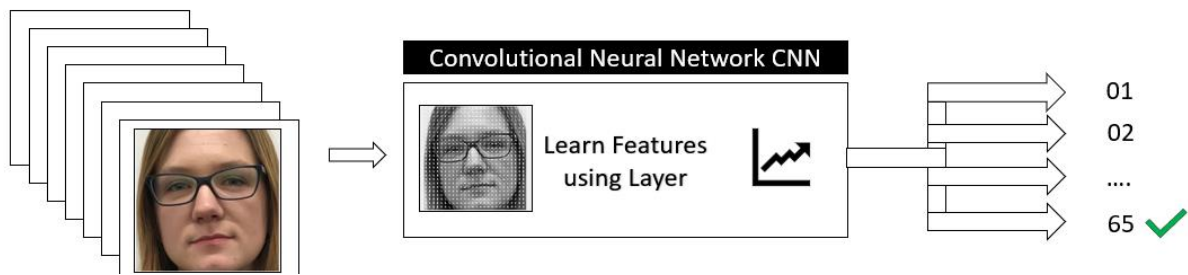 Convolutional Neural Network CNN
Learn Features
using Layer
01
02
....
65